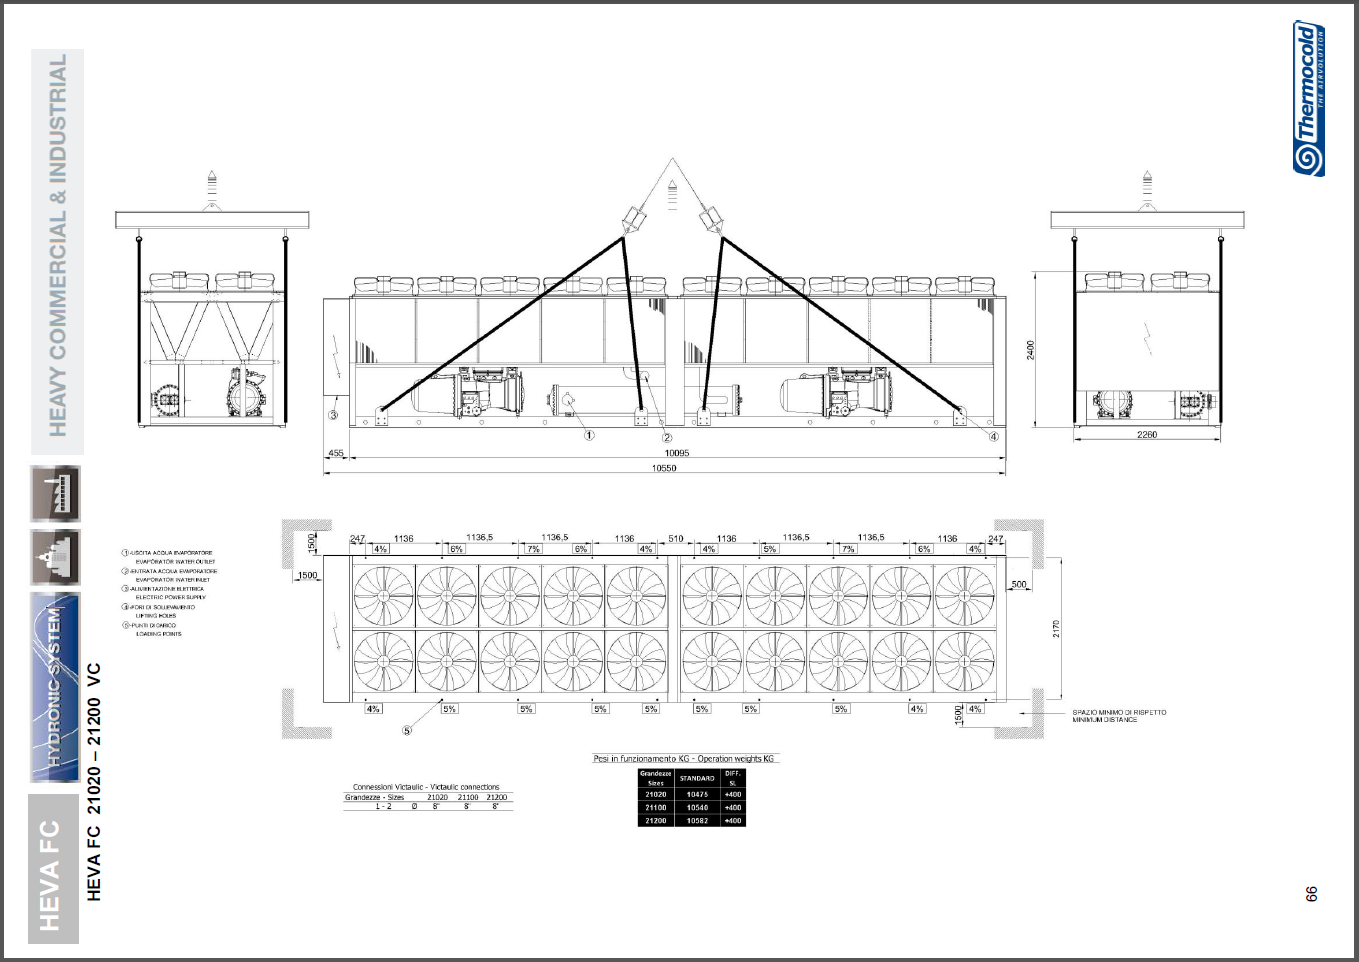 HEAVY COMMERCIAL & INDUSTRIAL
Thermocold
THE AIRVOLUTION
HYDRONIC SYSTEM
HEVA FC
HEVA FC 21020 – 21200 VC
2400
2260
3
1
2
4
455
10095
10550
1-USCITA ACQUA EVAPORATORE
EVAPORATOR WATER OUTLET
2-ENTRATA ACQUA EVAPORATORE
EVAPORATOR WATER INLET
3-ALIMENTAZIONE ELETTRICA
ELECTRIC POWER SUPPLY
4-FORI DI SOLLEVAMENTO
LIFTING HOLES
5-PUNTI DI CARICO
LOADING POINTS
1500
247 1136 1136,5 1136,5 1136 510 1136 1136,5 1136,5 1136 247
4% 6% 7% 6% 4% 4% 5% 7% 6% 4%
1500
500
2170
4% 5% 5% 5% 5% 5% 5% 5% 4% 4%
1500
5
SPAZIO MINIMO DI RISPETTO
MINIMUM DISTANCE
Pesi in funzionamento KG - Operation weights KG
Grandezze Sizes STANDARD DIFF. SL
21020 10475 +400
21100 10540 +400
21200 10582 +400
Connessioni Victaulic - Victaulic connections
Grandezze - Sizes 21020 21100 21200
1 - 2 Ø 8" 8" 8"
66